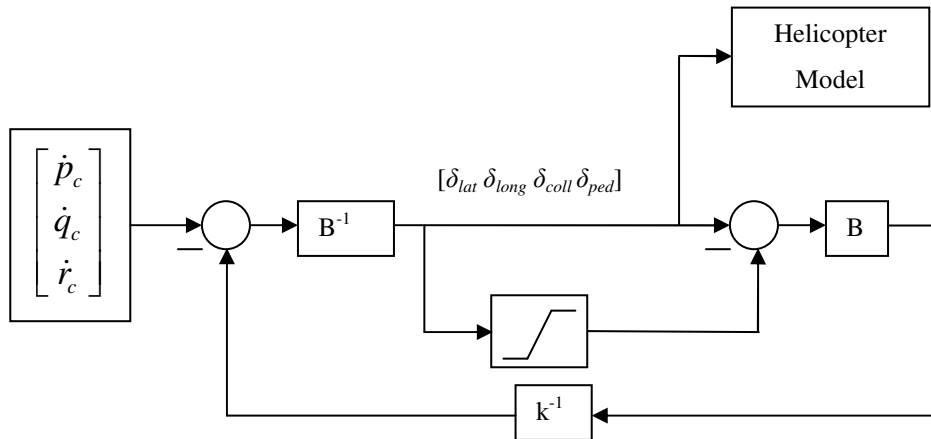 Helicopter
Model
ṗ_c
q̇_c
ṙ_c
[δ_lat δ_long δ_coll δ_ped]
B⁻¹
B
k⁻¹